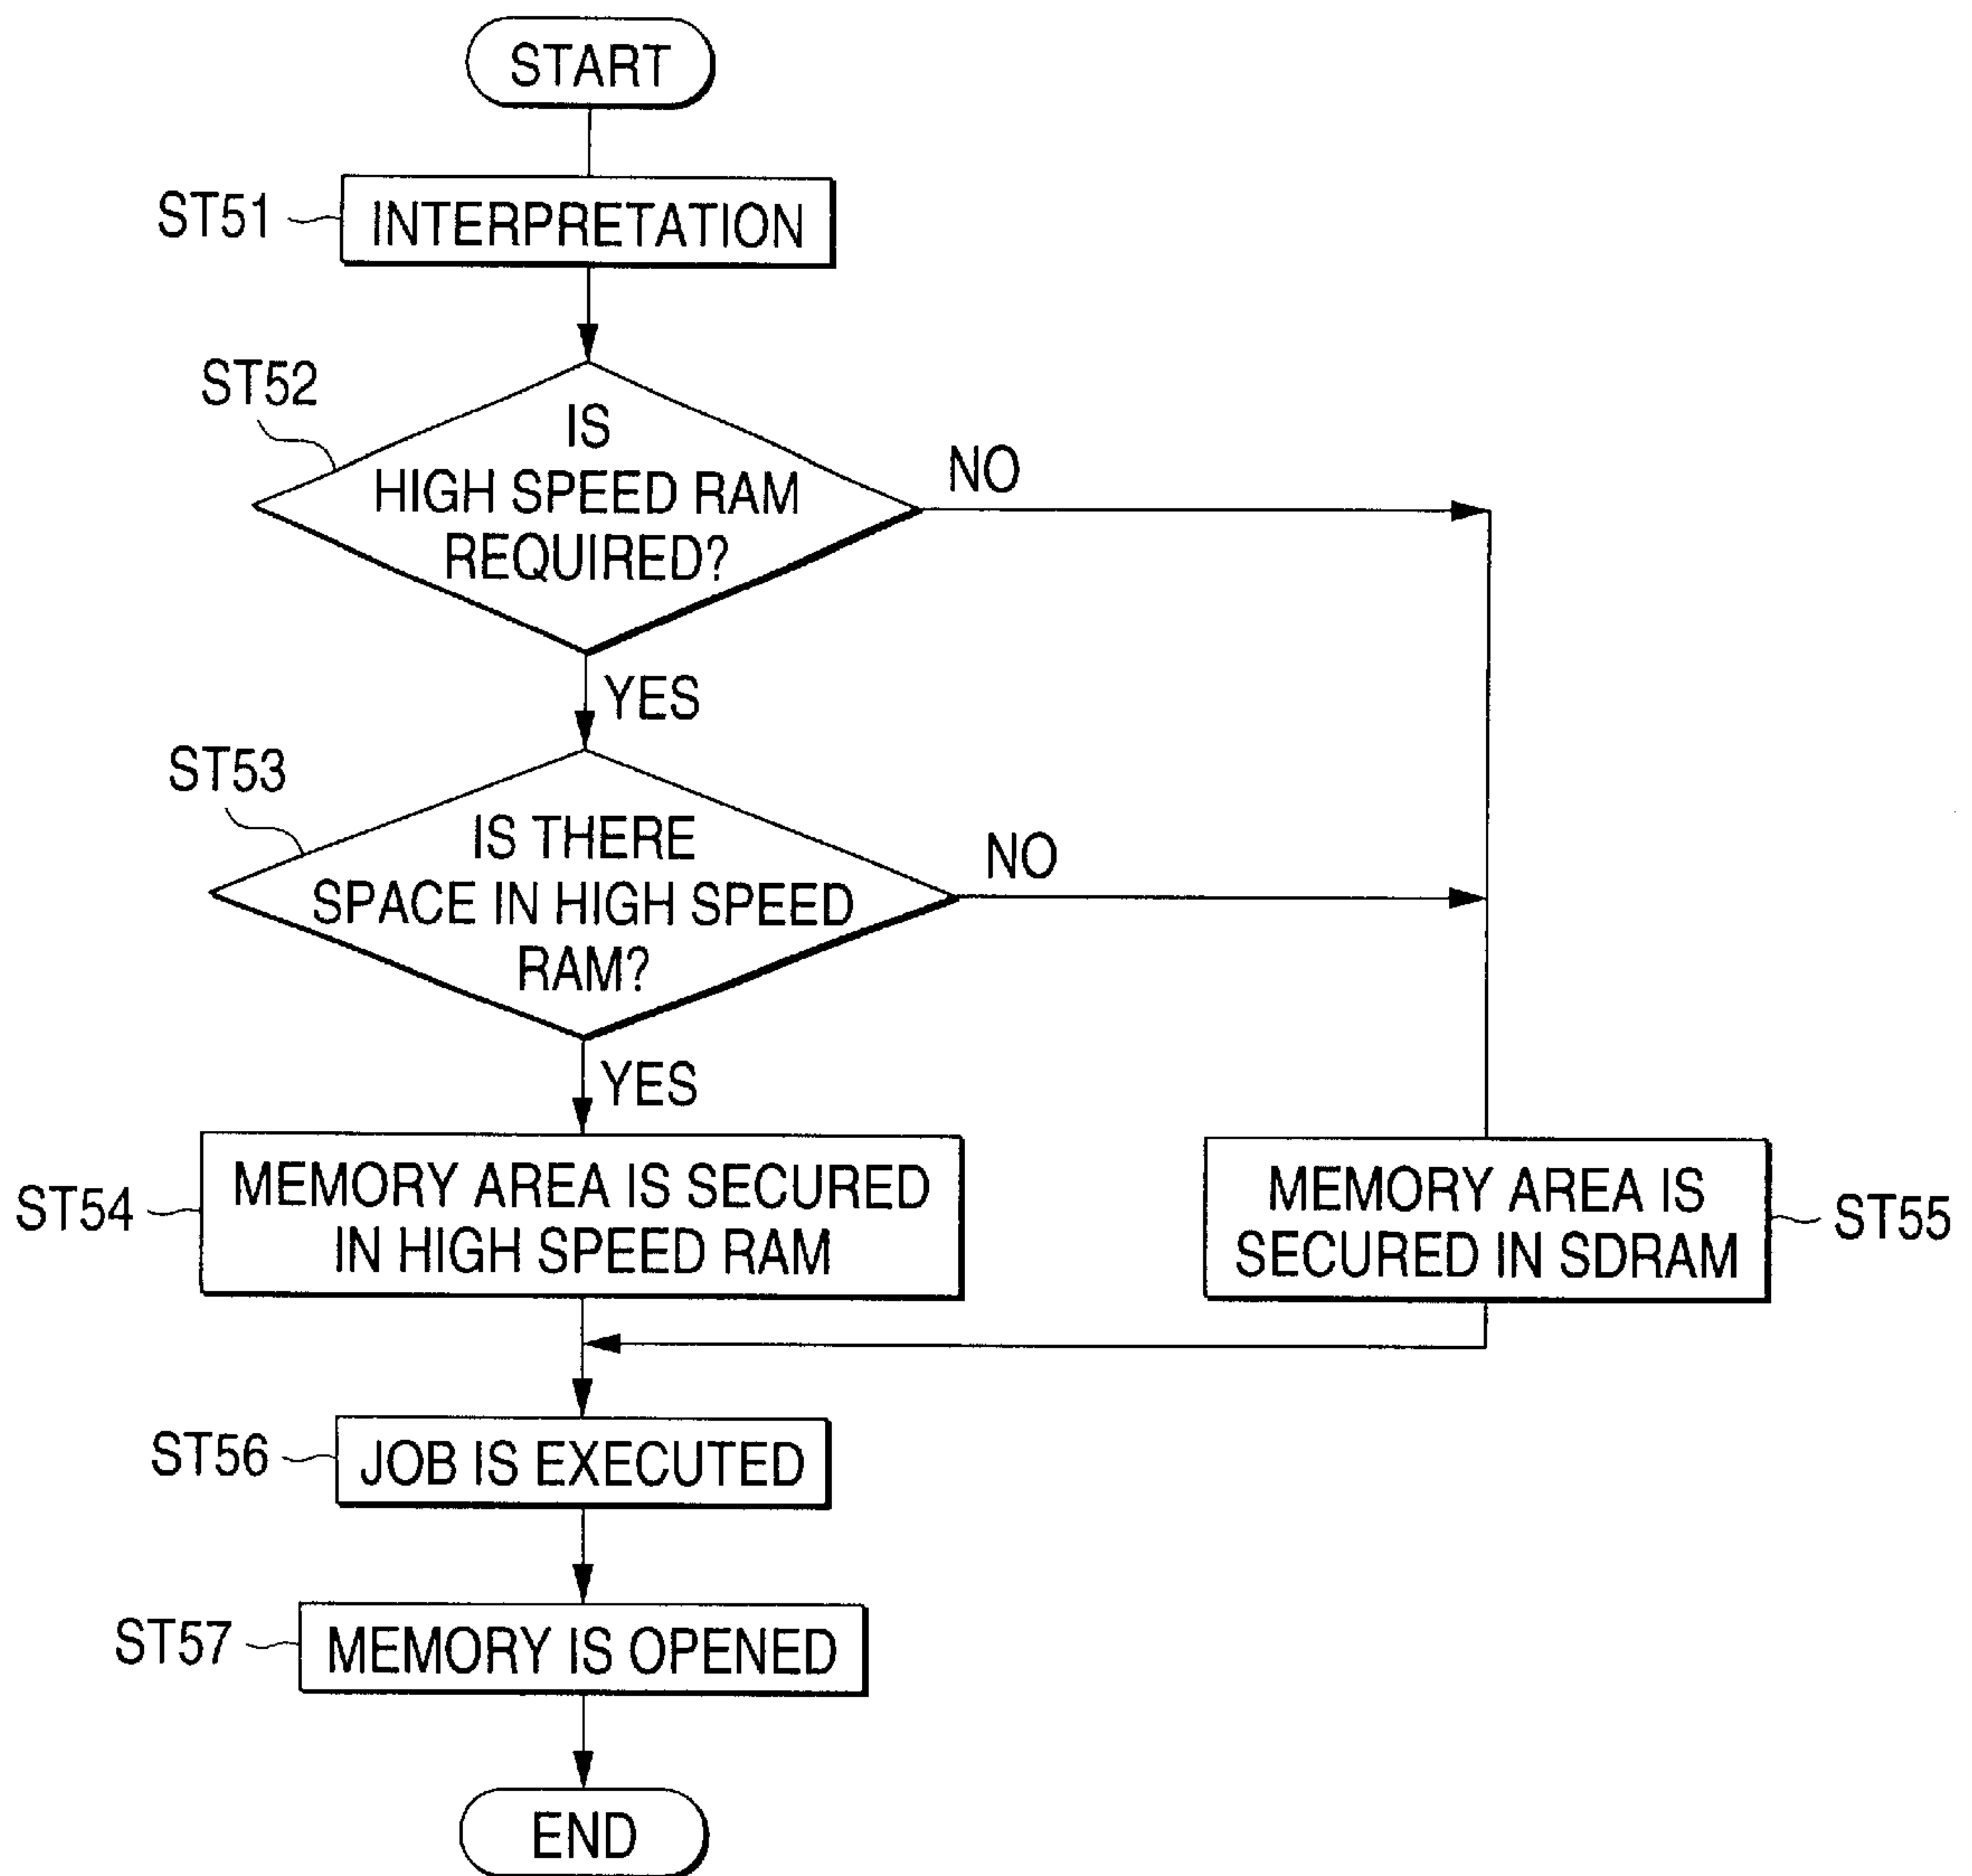 START
ST51
INTERPRETATION
ST52
IS
HIGH SPEED RAM
REQUIRED?
NO
YES
ST53
IS THERE
SPACE IN HIGH SPEED
RAM?
NO
YES
ST54
MEMORY AREA IS SECURED
IN HIGH SPEED RAM
MEMORY AREA IS
SECURED IN SDRAM
ST55
ST56
JOB IS EXECUTED
ST57
MEMORY IS OPENED
END